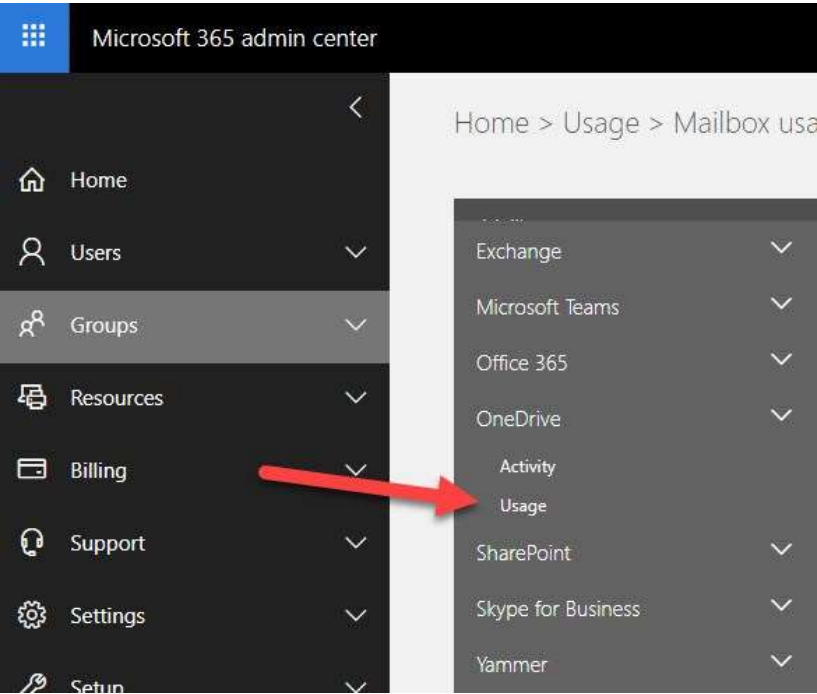 Microsoft 365 admin center
Home > Usage > Mailbox usa
Home
Users
Groups
Resources
Billing
Support
Settings
Setup
Exchange
Microsoft Teams
Office 365
OneDrive
Activity
Usage
SharePoint
Skype for Business
Yammer